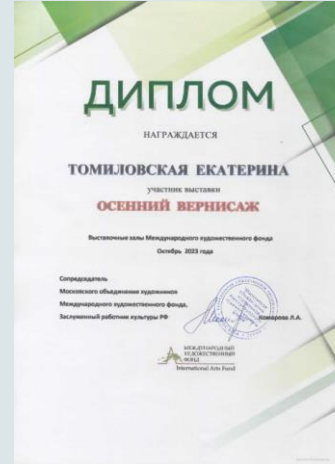 ДИПЛОМ
НАГРАЖДАЕТСЯ
ТОМИЛОВСКАЯ ЕКАТЕРИНА
участник выставки
ОСЕННИЙ ВЕРНИСАЖ
Выставочные залы Международного художественного фонда
Октябрь 2023 года
Сопредседатель
Московского объединения художников
Международного художественного фонда,
Заслуженный работник культуры РФ
Комарова Л.А.
МЕЖДУНАРОДНЫЙ
ХУДОЖЕСТВЕННЫЙ
ФОНД
International Arts Fund